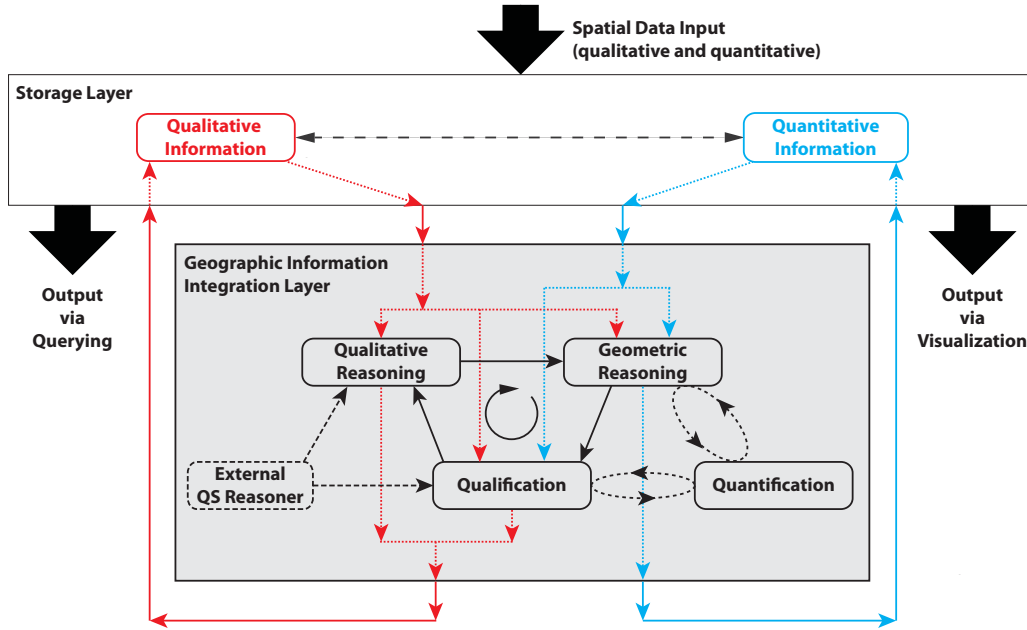 Spatial Data Input
(qualitative and quantitative)
Storage Layer
Qualitative
Information
Quantitative
Information
Output
via
Querying
Output
via
Visualization
Geographic Information
Integration Layer
Qualitative
Reasoning
Geometric
Reasoning
External
QS Reasoner
Qualification
Quantification